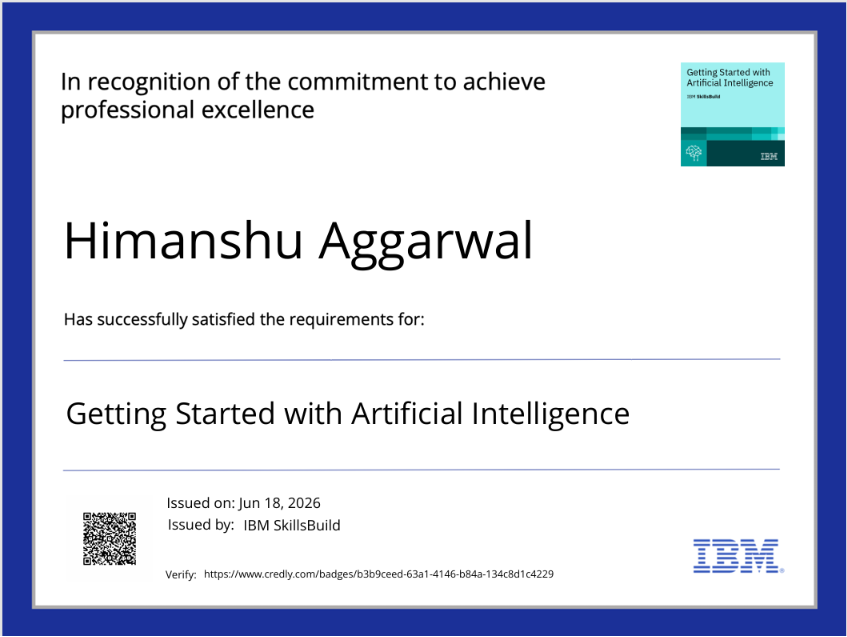 In recognition of the commitment to achieve
professional excellence
Getting Started with
Artificial Intelligence
IBM SkillsBuild
IBM
Himanshu Aggarwal
Has successfully satisfied the requirements for:
Getting Started with Artificial Intelligence
Issued on: Jun 18, 2026
Issued by: IBM SkillsBuild
Verify: https://www.credly.com/badges/b3b9ceed-63a1-4146-b84a-134c8d1c4229
IBM®